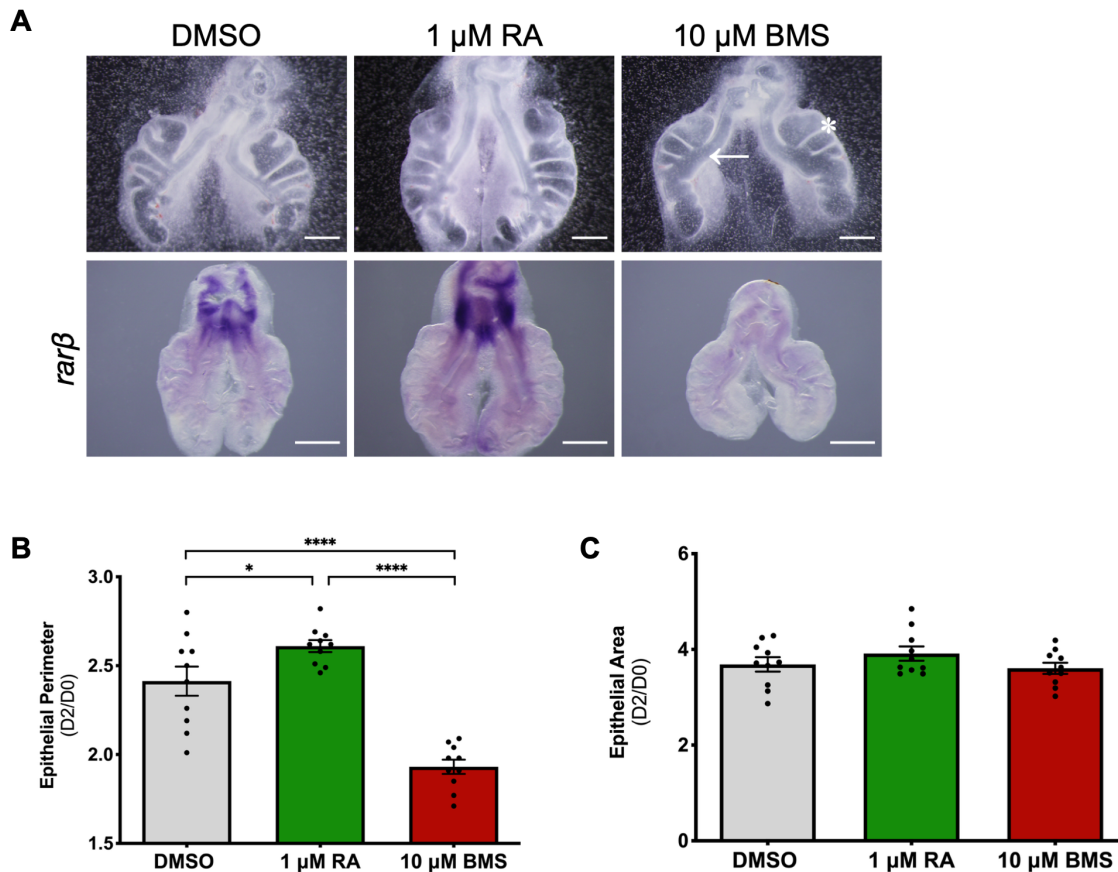 A
DMSO
1 µM RA
10 µM BMS
*
rarβ
B
****
*
****
Epithelial Perimeter
(D2/D0)
3.0
2.5
2.0
1.5
DMSO
1 µM RA
10 µM BMS
C
Epithelial Area
(D2/D0)
6
4
2
0
DMSO
1 µM RA
10 µM BMS